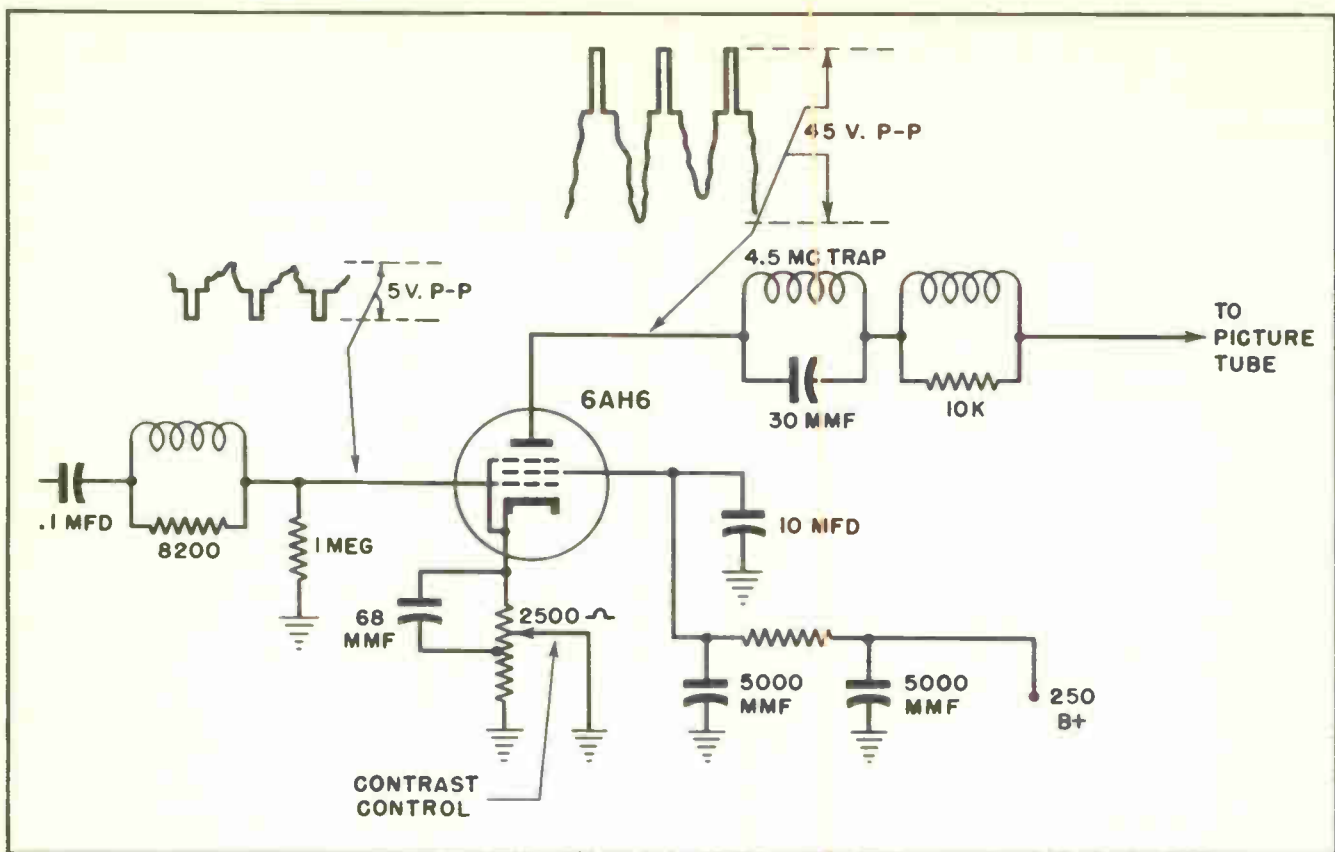 45 V. P-P
5 V. P-P
4.5 MC TRAP
TO
PICTURE
TUBE
30 MMF
10K
6AH6
.1 MFD
8200
1 MEG
10 MFD
68
MMF
2500 Ω
5000
MMF
5000
MMF
250
B+
CONTRAST
CONTROL